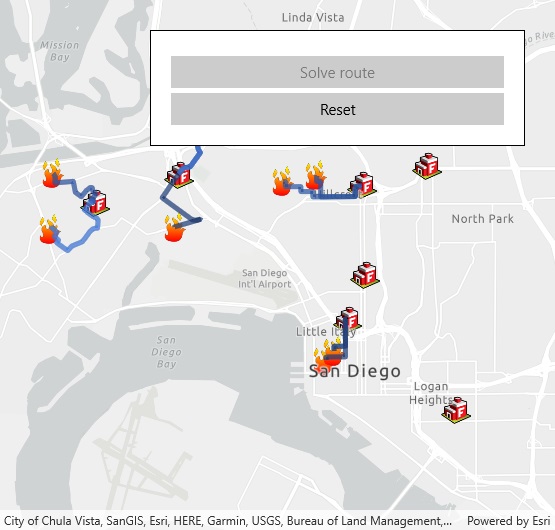 Linda Vista
Mission
Bay
Solve route
Reset
North Park
San Diego
Int'l Airport
Little Italy
San
Diego
Bay
San Diego
Logan
Heights
City of Chula Vista, SanGIS, Esri, HERE, Garmin, USGS, Bureau of Land Management,...
Powered by Esri